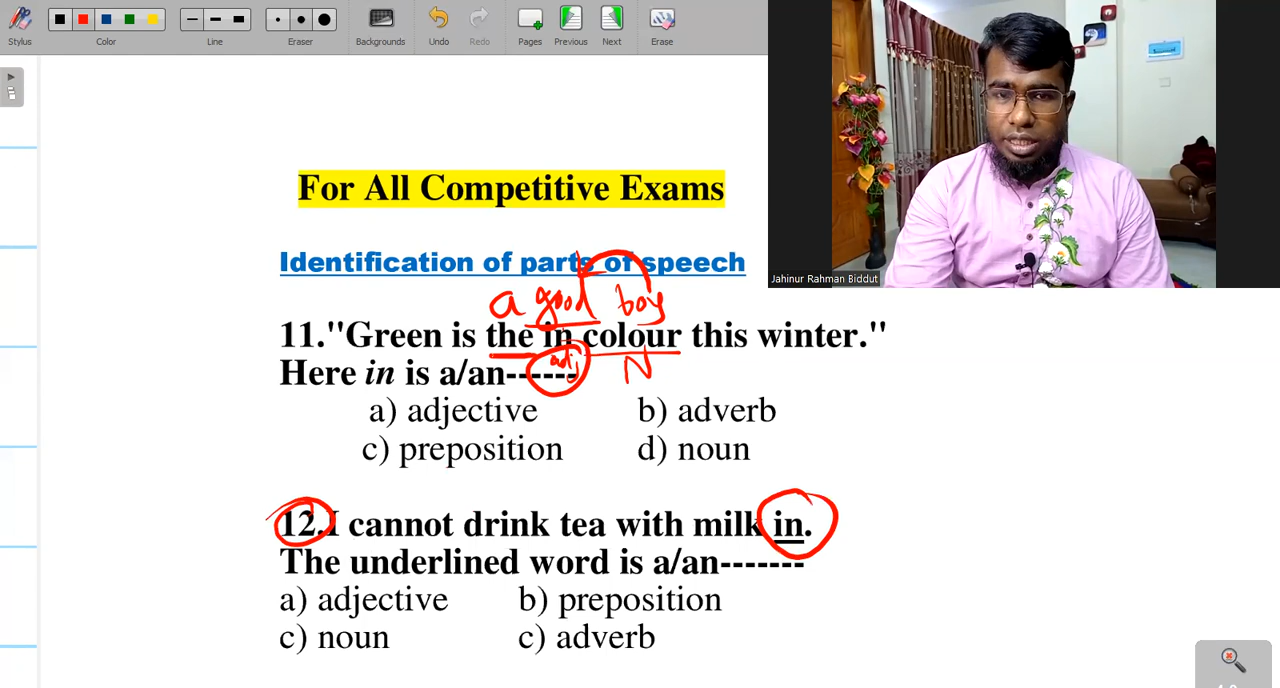 Stylus Color Line Eraser Backgrounds Undo Redo Pages Previous Next Erase
Jahinur Rahman Biddut
For All Competitive Exams
Identification of parts of speech
a good boy
11."Green is the in colour this winter."
adj N
Here in is a/an------
a) adjective b) adverb
c) preposition d) noun
12.I cannot drink tea with milk in.
The underlined word is a/an-------
a) adjective b) preposition
c) noun c) adverb